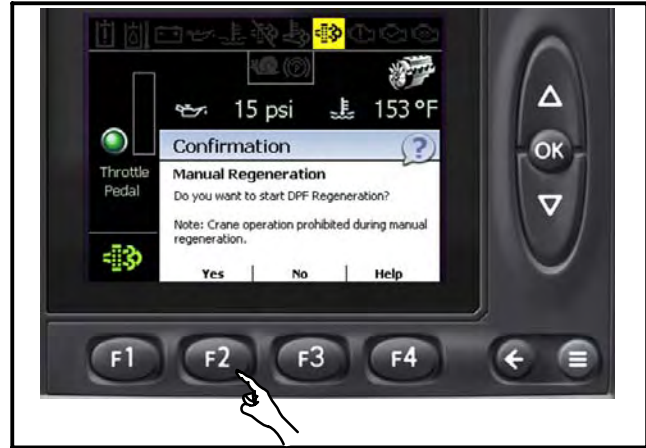 15 psi 153 °F
Confirmation ?
Throttle
Pedal
Manual Regeneration
Do you want to start DPF Regeneration?
Note: Crane operation prohibited during manual
regeneration.
Yes No Help
OK
F1 F2 F3 F4